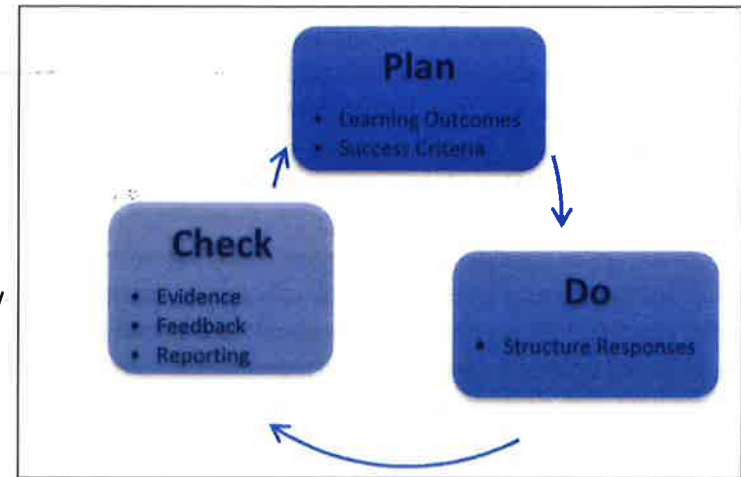 Plan
• Learning Outcomes
• Success Criteria
Check
• Evidence
• Feedback
• Reporting
Do
• Structure Responses